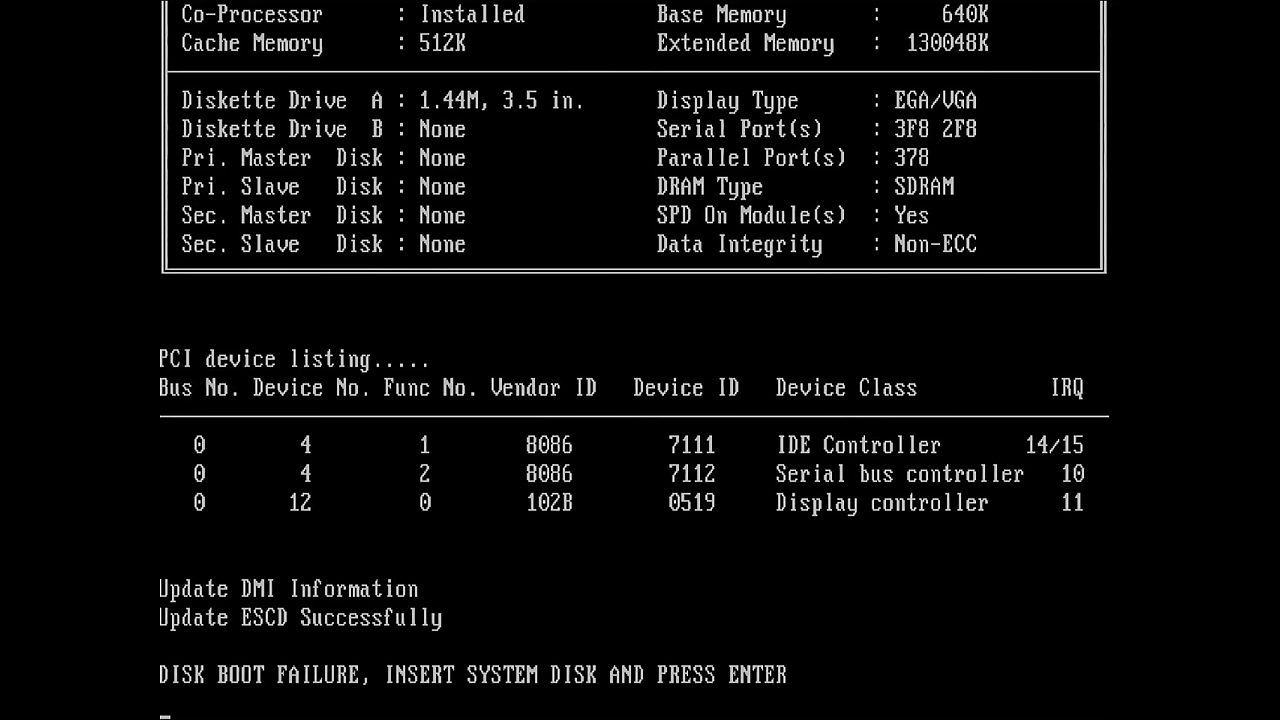 Co-Processor : Installed Base Memory : 640K
Cache Memory : 512K Extended Memory : 130048K
Diskette Drive A : 1.44M, 3.5 in. Display Type : EGA/VGA
Diskette Drive B : None Serial Port(s) : 3F8 2F8
Pri. Master Disk : None Parallel Port(s) : 378
Pri. Slave Disk : None DRAM Type : SDRAM
Sec. Master Disk : None SPD On Module(s) : Yes
Sec. Slave Disk : None Data Integrity : Non-ECC
PCI device listing.....
Bus No. Device No. Func No. Vendor ID Device ID Device Class IRQ
0 4 1 8086 7111 IDE Controller 14/15
0 4 2 8086 7112 Serial bus controller 10
0 12 0 102B 0519 Display controller 11
Update DMI Information
Update ESCD Successfully
DISK BOOT FAILURE, INSERT SYSTEM DISK AND PRESS ENTER